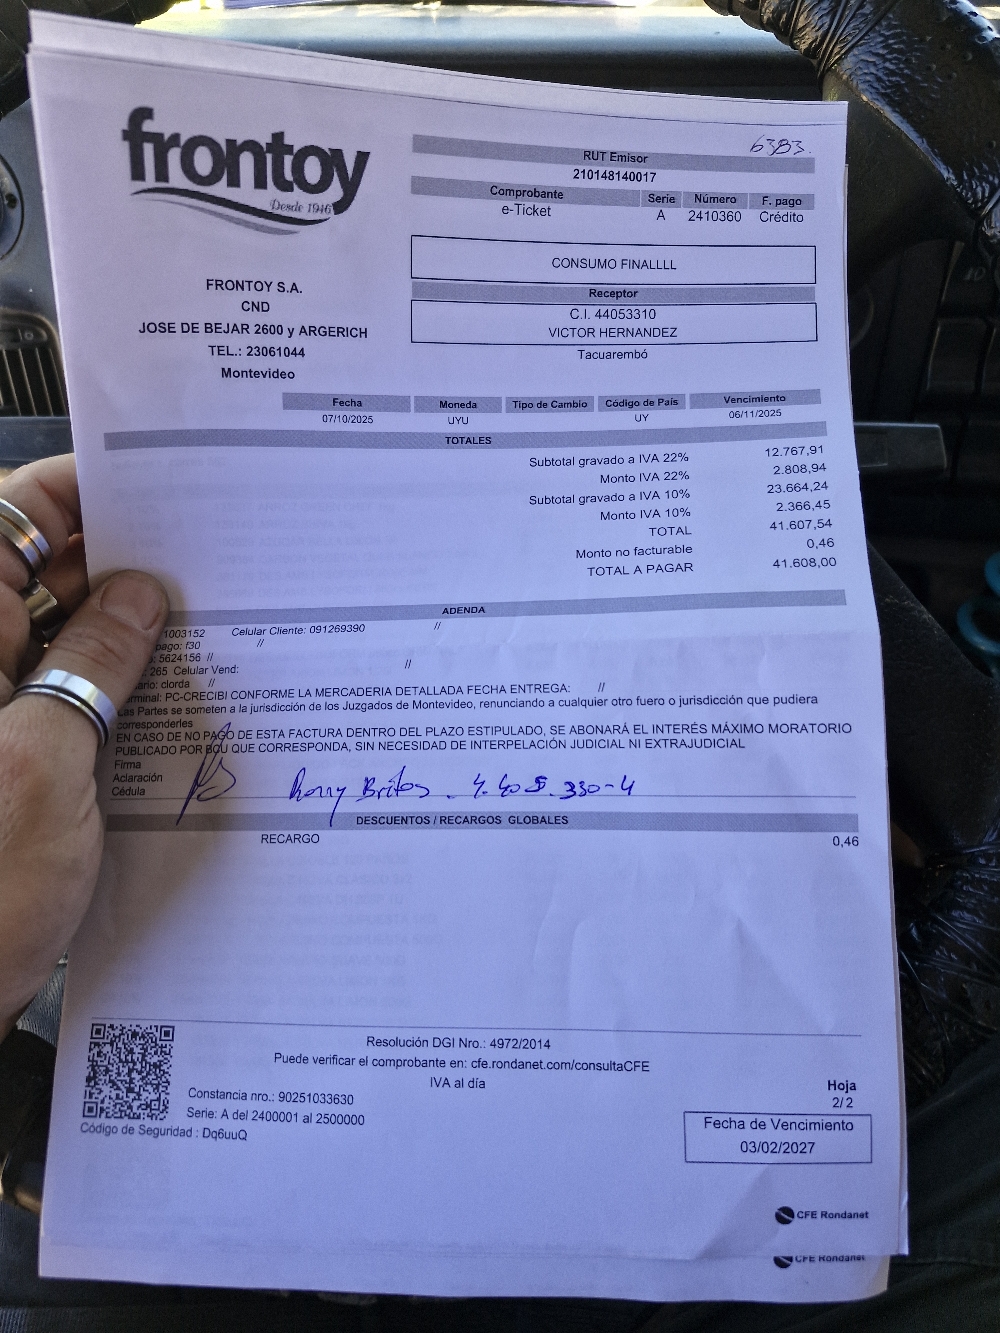 6383.
frontoy
Desde 1946
RUT Emisor
210148140017
Comprobante Serie Número F. pago
e-Ticket A 2410360 Crédito
CONSUMO FINALLLL
Receptor
C.I. 44053310
VICTOR HERNANDEZ
Tacuarembó
FRONTOY S.A.
CND
JOSE DE BEJAR 2600 y ARGERICH
TEL.: 23061044
Montevideo
Fecha Moneda Tipo de Cambio Código de País Vencimiento
07/10/2025 UYU UY 06/11/2025
TOTALES
Subtotal gravado a IVA 22% 12.767,91
Monto IVA 22% 2.808,94
Subtotal gravado a IVA 10% 23.664,24
Monto IVA 10% 2.366,45
TOTAL 41.607,54
Monto no facturable 0,46
TOTAL A PAGAR 41.608,00
ADENDA
1003152 Celular Cliente: 091269390 //
pago: f30 //
: 5624156 //
265 Celular Vend: //
clorda //
PC-CRECIBI CONFORME LA MERCADERIA DETALLADA FECHA ENTREGA: //
Las Partes se someten a la jurisdicción de los Juzgados de Montevideo, renunciando a cualquier otro fuero o jurisdicción que pudiera
corresponderles
EN CASO DE NO PAGO DE ESTA FACTURA DENTRO DEL PLAZO ESTIPULADO, SE ABONARÁ EL INTERÉS MÁXIMO MORATORIO
PUBLICADO POR BCU QUE CORRESPONDA, SIN NECESIDAD DE INTERPELACIÓN JUDICIAL NI EXTRAJUDICIAL
Firma
Aclaración Britos . 4.405.330-4
Cédula
DESCUENTOS / RECARGOS GLOBALES
RECARGO 0,46
Resolución DGI Nro.: 4972/2014
Puede verificar el comprobante en: cfe.rondanet.com/consultaCFE
IVA al día
Constancia nro.: 90251033630
Serie: A del 2400001 al 2500000
Código de Seguridad : Dq6uuQ
Hoja
2/2
Fecha de Vencimiento
03/02/2027
CFE Rondanet
CFE Rondanet